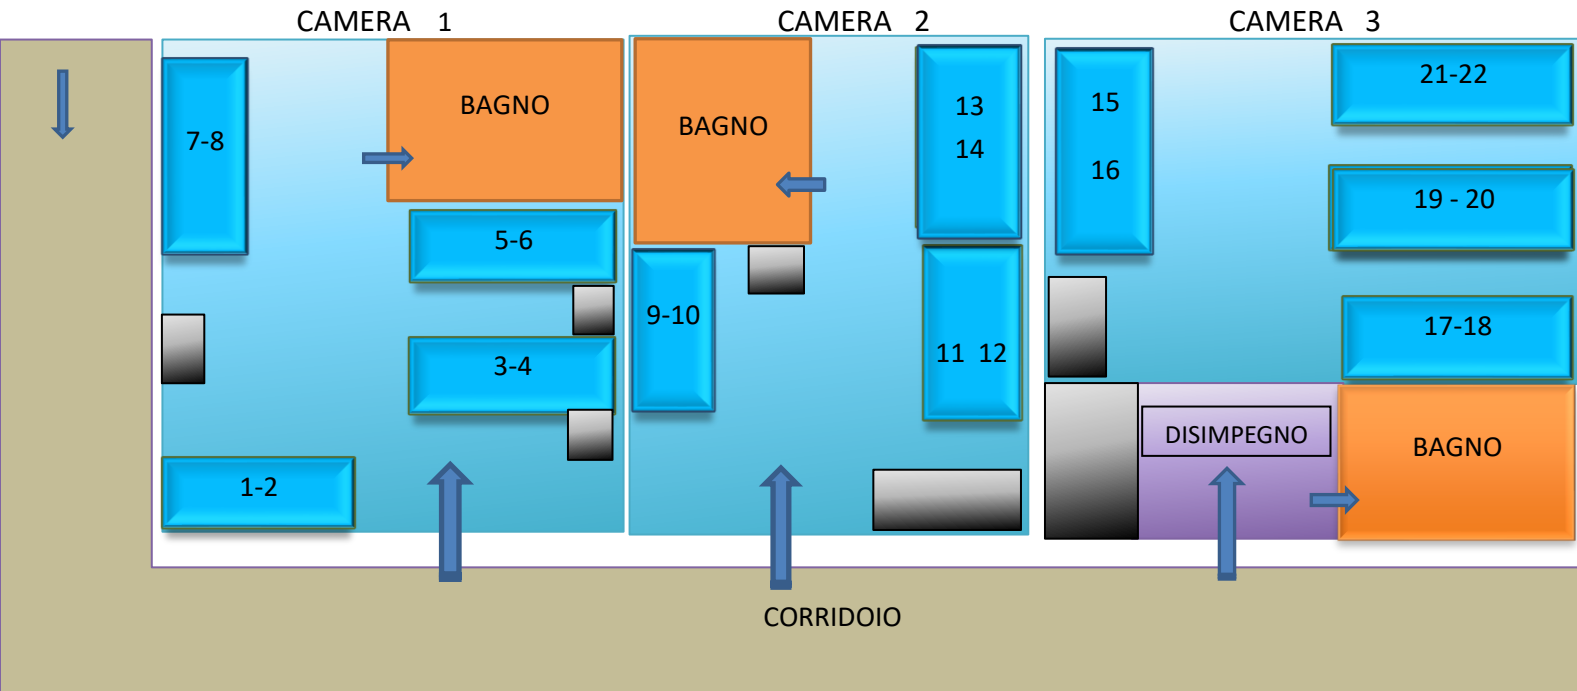 CAMERA 1
CAMERA 2
CAMERA 3
7-8
BAGNO
5-6
3-4
1-2
BAGNO
13
14
9-10
11 12
15
16
21-22
19 - 20
17-18
DISIMPEGNO
BAGNO
CORRIDOIO